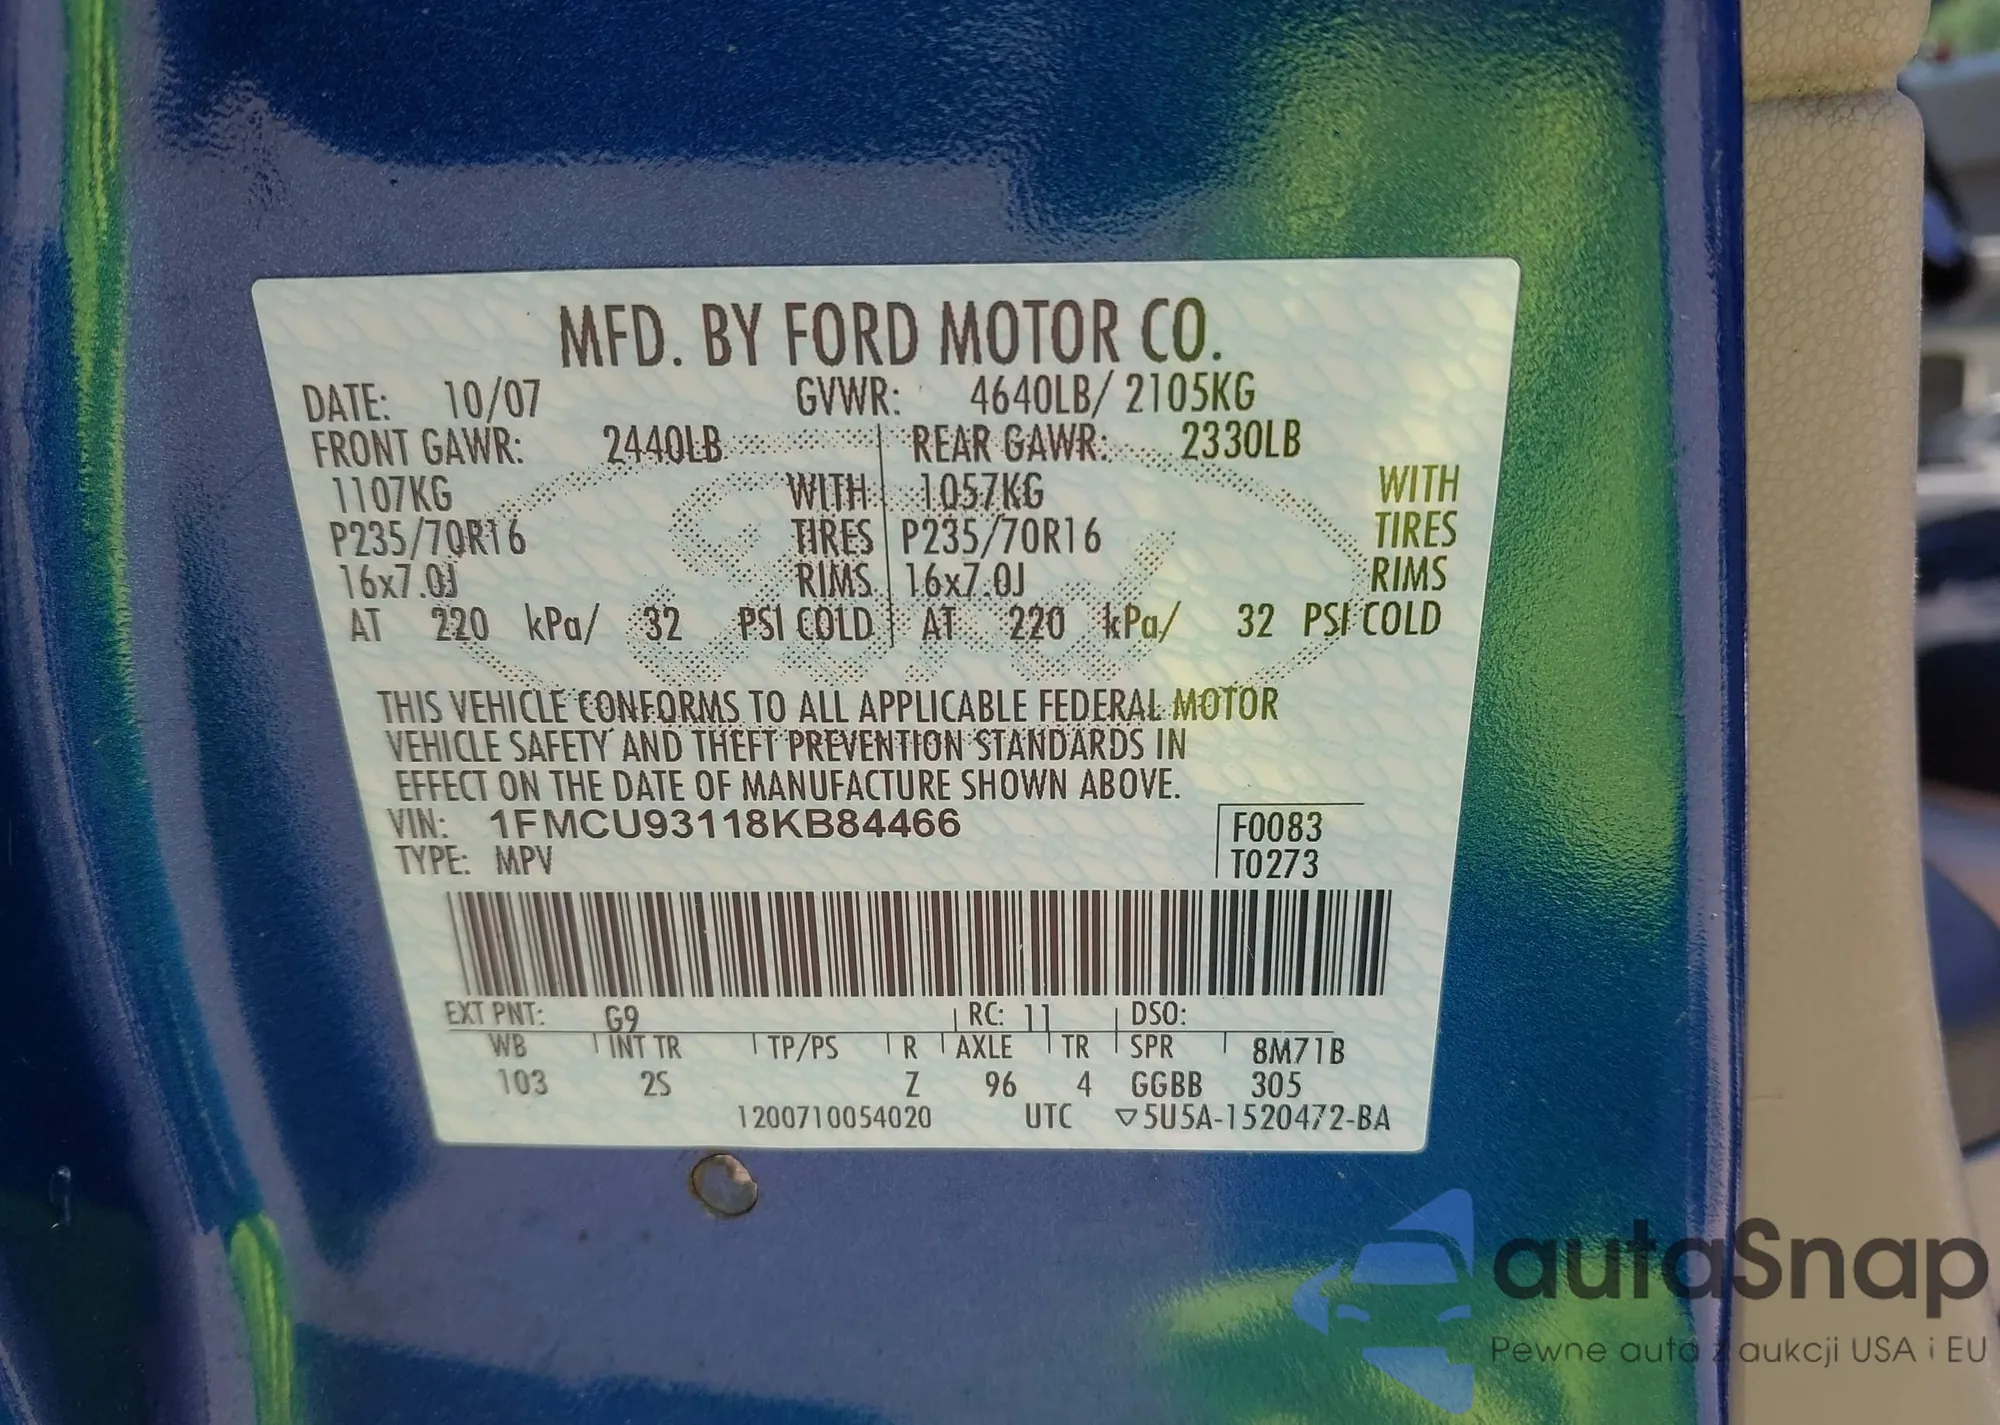 MFD. BY FORD MOTOR CO.
DATE: 10/07 GVWR: 4640LB/ 2105KG
FRONT GAWR: 2440LB REAR GAWR: 2330LB
1107KG WITH 1057KG WITH
P235/70R16 TIRES P235/70R16 TIRES
16x7.0J RIMS 16x7.0J RIMS
AT 220 kPa/ 32 PSI COLD AT 220 kPa/ 32 PSI COLD
THIS VEHICLE CONFORMS TO ALL APPLICABLE FEDERAL MOTOR
VEHICLE SAFETY AND THEFT PREVENTION STANDARDS IN
EFFECT ON THE DATE OF MANUFACTURE SHOWN ABOVE.
VIN: 1FMCU93118KB84466 F0083
TYPE: MPV T0273
EXT PNT: G9 RC: 11 DSO:
WB INT TR TP/PS R AXLE TR SPR 8M71B
103 2S Z 96 4 GGBB 305
1200710054020 UTC ▽5U5A-1520472-BA
autaSnap
Pewne auta z aukcji USA i EU